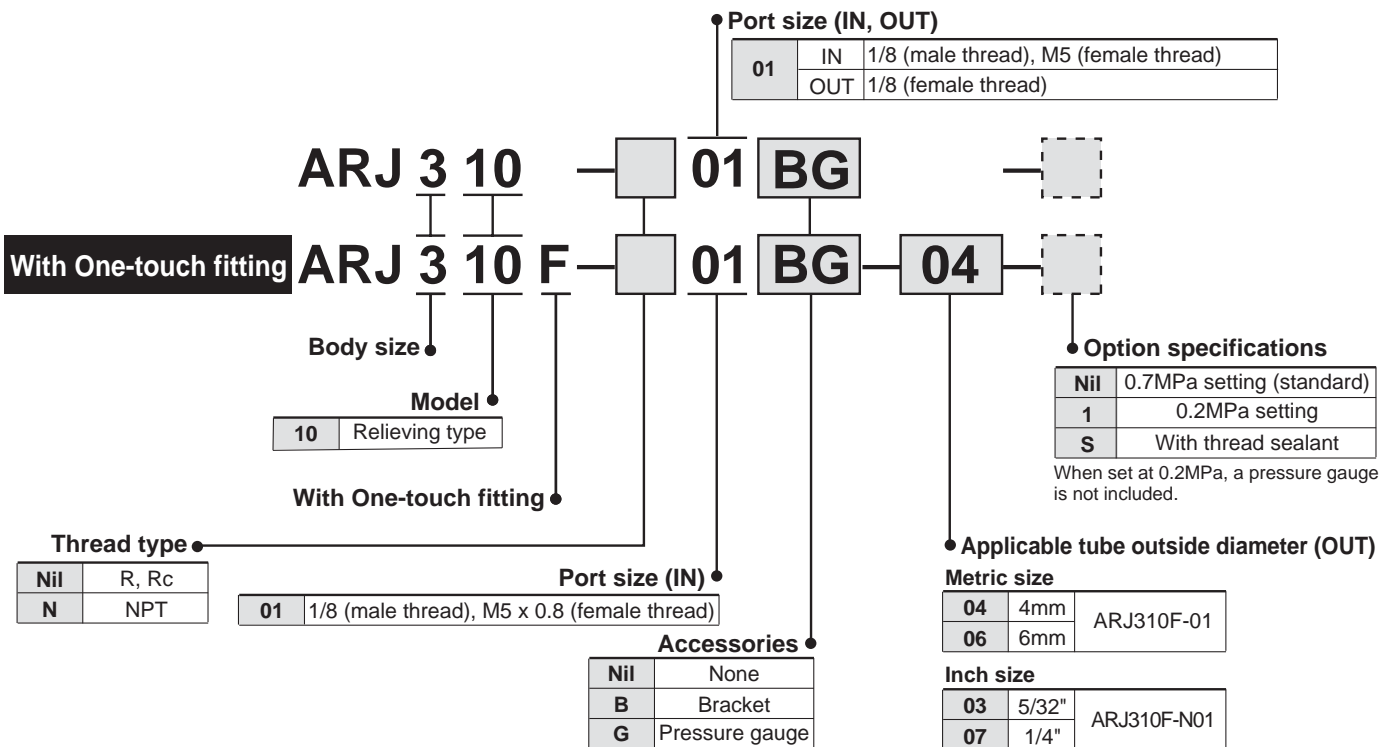 Port size (IN, OUT)
01 IN 1/8 (male thread), M5 (female thread)
OUT 1/8 (female thread)
ARJ 3 10 — 01 BG —
With One-touch fitting ARJ 3 10 F — 01 BG — 04 —
Body size
Model
10 Relieving type
With One-touch fitting
Thread type
Nil R, Rc
N NPT
Port size (IN)
01 1/8 (male thread), M5 x 0.8 (female thread)
Accessories
Nil None
B Bracket
G Pressure gauge
Option specifications
Nil 0.7MPa setting (standard)
1 0.2MPa setting
S With thread sealant
When set at 0.2MPa, a pressure gauge
is not included.
Applicable tube outside diameter (OUT)
Metric size
04 4mm ARJ310F-01
06 6mm
Inch size
03 5/32" ARJ310F-N01
07 1/4"